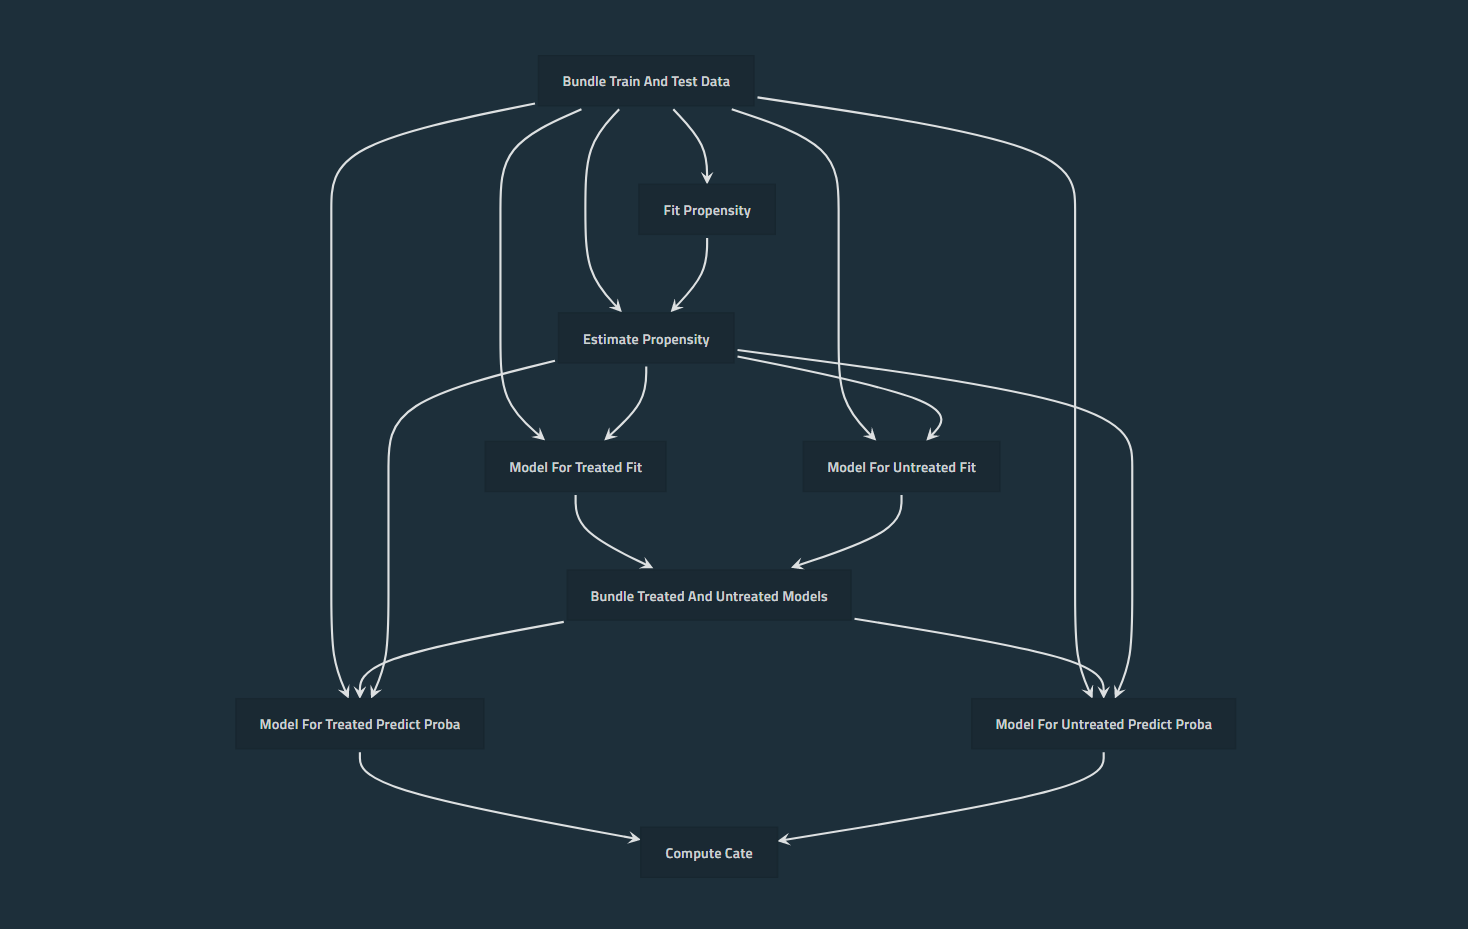 Bundle Train And Test Data
Fit Propensity
Estimate Propensity
Model For Treated Fit
Model For Untreated Fit
Bundle Treated And Untreated Models
Model For Treated Predict Proba
Model For Untreated Predict Proba
Compute Cate